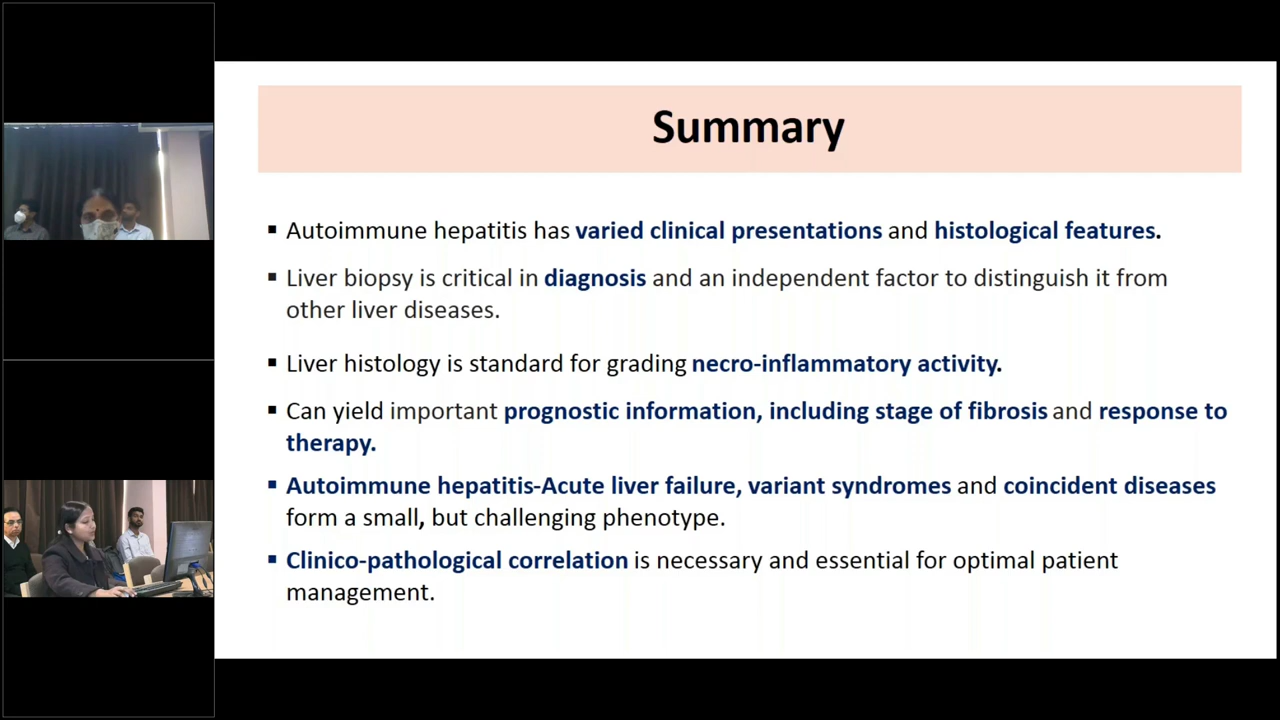 Summary
▪ Autoimmune hepatitis has varied clinical presentations and histological features.
▪ Liver biopsy is critical in diagnosis and an independent factor to distinguish it from
other liver diseases.
▪ Liver histology is standard for grading necro-inflammatory activity.
▪ Can yield important prognostic information, including stage of fibrosis and response to
therapy.
▪ Autoimmune hepatitis-Acute liver failure, variant syndromes and coincident diseases
form a small, but challenging phenotype.
▪ Clinico-pathological correlation is necessary and essential for optimal patient
management.